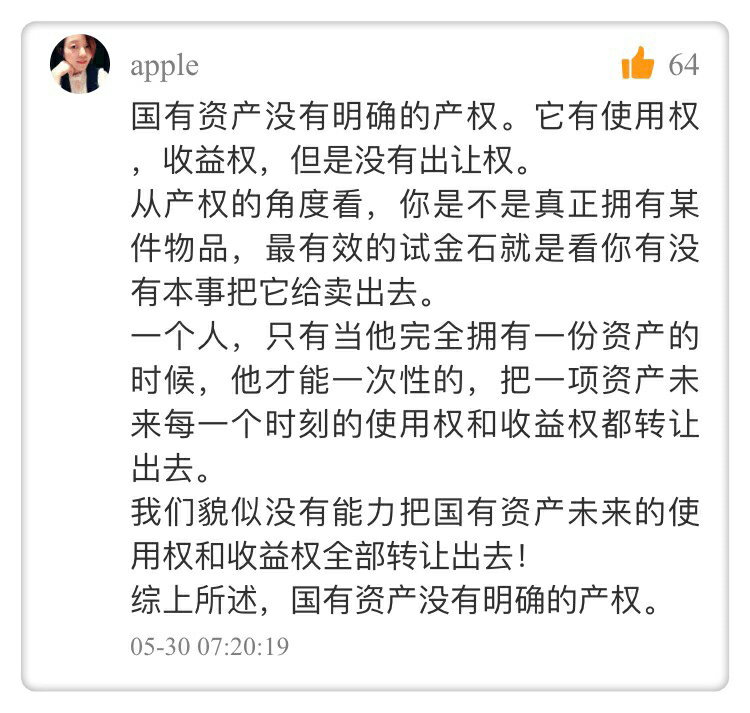 apple
64
国有资产没有明确的产权。它有使用权
，收益权，但是没有出让权。
从产权的角度看，你是不是真正拥有某
件物品，最有效的试金石就是看你有没
有本事把它给卖出去。
一个人，只有当他完全拥有一份资产的
时候，他才能一次性的，把一项资产未
来每一个时刻的使用权和收益权都转让
出去。
我们貌似没有能力把国有资产未来的使
用权和收益权全部转让出去！
综上所述，国有资产没有明确的产权。
05-30 07:20:19